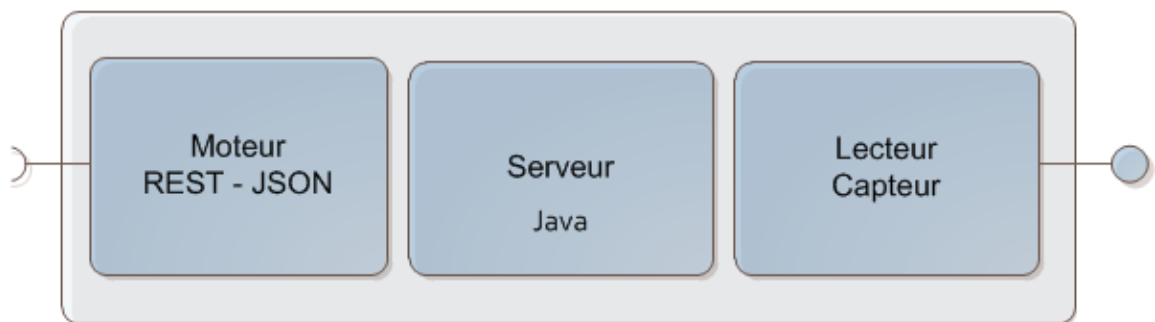 Moteur
REST - JSON
Serveur
Java
Lecteur
Capteur